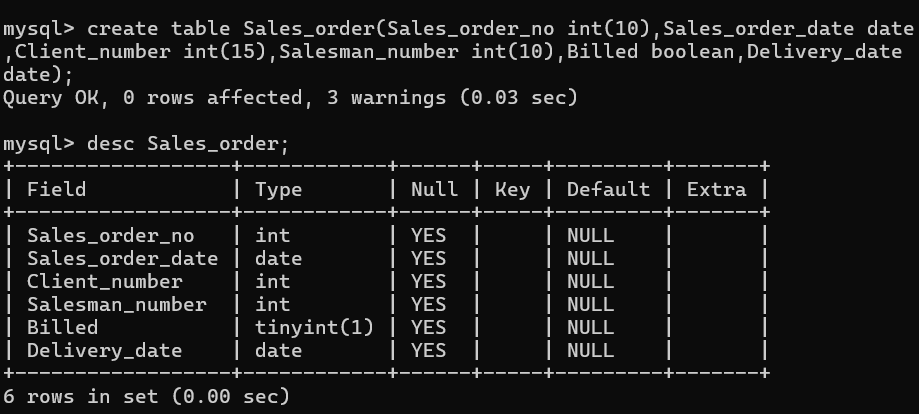 mysql> create table Sales_order(Sales_order_no int(10),Sales_order_date date
,Client_number int(15),Salesman_number int(10),Billed boolean,Delivery_date
date);
Query OK, 0 rows affected, 3 warnings (0.03 sec)
mysql> desc Sales_order;
+------------------+------------+------+-----+---------+-------+
| Field            | Type       | Null | Key | Default | Extra |
+------------------+------------+------+-----+---------+-------+
| Sales_order_no   | int        | YES  |     | NULL    |       |
| Sales_order_date | date       | YES  |     | NULL    |       |
| Client_number    | int        | YES  |     | NULL    |       |
| Salesman_number  | int        | YES  |     | NULL    |       |
| Billed           | tinyint(1) | YES  |     | NULL    |       |
| Delivery_date    | date       | YES  |     | NULL    |       |
+------------------+------------+------+-----+---------+-------+
6 rows in set (0.00 sec)